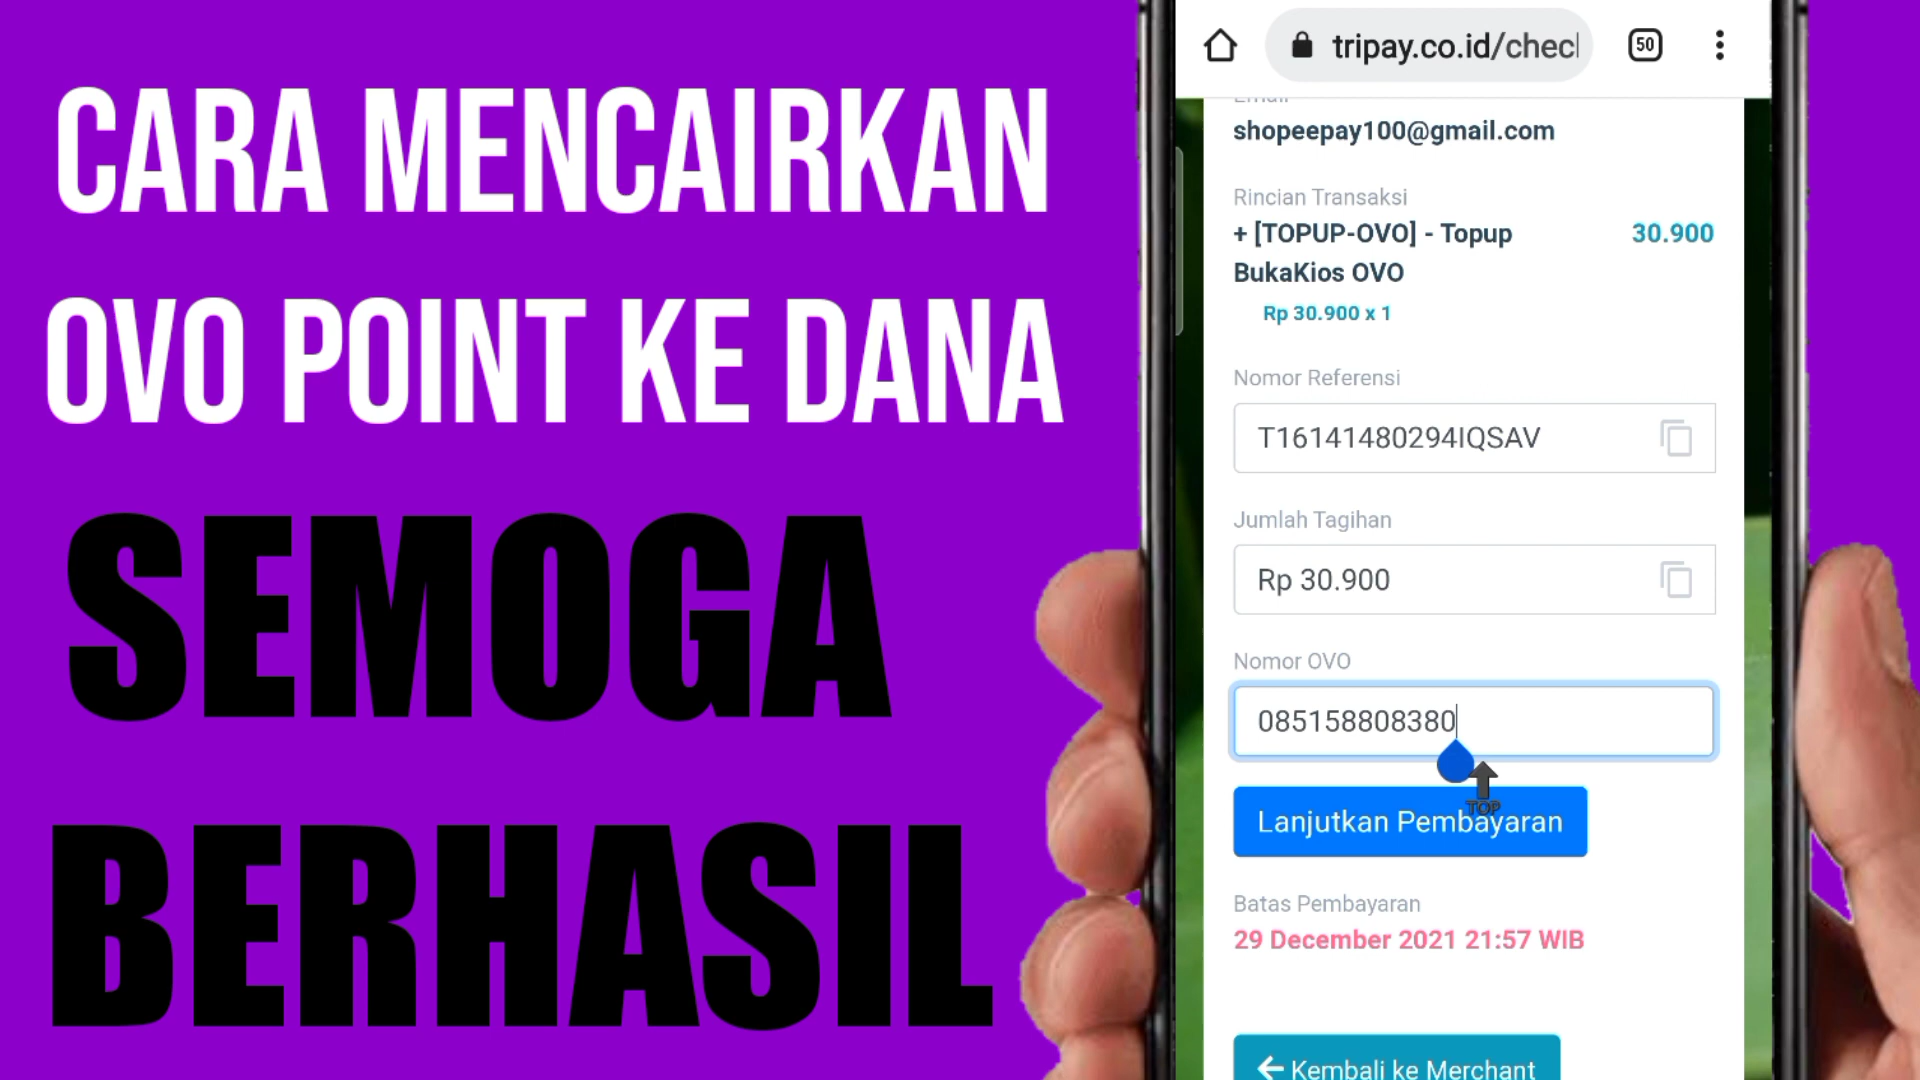 CARA MENCAIRKAN
OVO POINT KE DANA
SEMOGA
BERHASIL
tripay.co.id/checl
50
Email
shopeepay100@gmail.com
Rincian Transaksi
+ [TOPUP-OVO] - Topup 30.900
BukaKios OVO
Rp 30.900 x 1
Nomor Referensi
T16141480294IQSAV
Jumlah Tagihan
Rp 30.900
Nomor OVO
085158808380
TOP
Lanjutkan Pembayaran
Batas Pembayaran
29 December 2021 21:57 WIB
Kembali ke Merchant